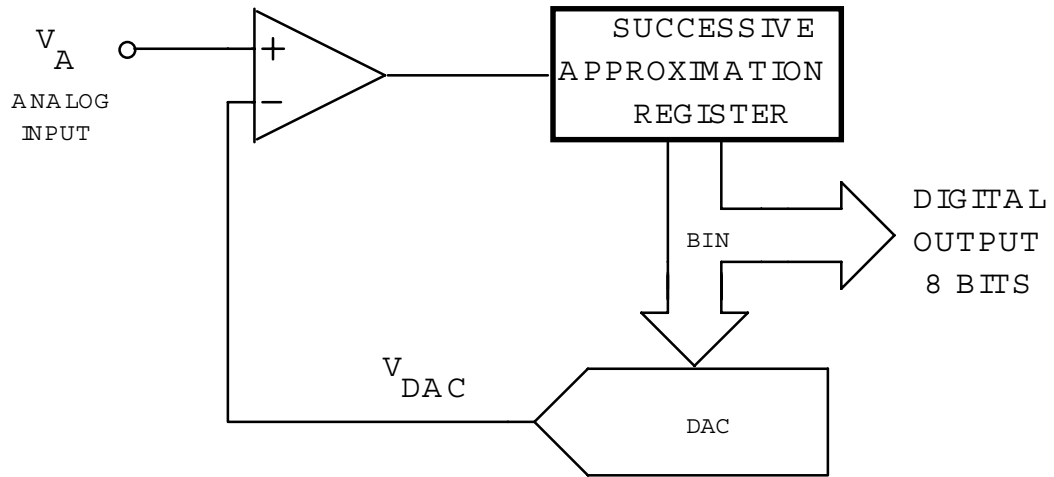 V
A
ANALOG
INPUT
+
−
SUCCESSIVE
APPROXIMATION
REGISTER
BIN
DIGITAL
OUTPUT
8 BITS
V
DAC
DAC